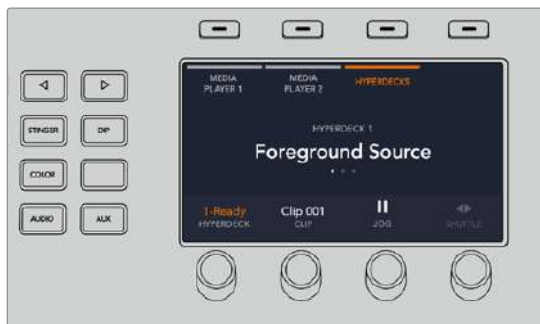 MEDIA PLAYER 1
MEDIA PLAYER 2
HYPERDECKS
HYPERDECK 1
Foreground Source
STINGER
DIP
COLOR
AUDIO
AUX
1-Ready
HYPERDECK
Clip 001
CLIP
JOG
SHUTTLE